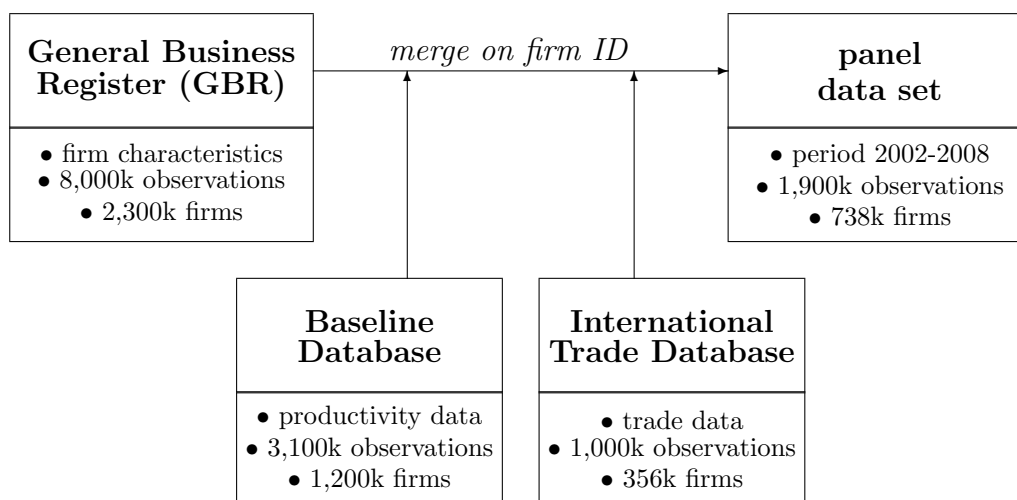 General Business
Register (GBR)
• firm characteristics
• 8,000k observations
• 2,300k firms
merge on firm ID
panel
data set
• period 2002-2008
• 1,900k observations
• 738k firms
Baseline
Database
• productivity data
• 3,100k observations
• 1,200k firms
International
Trade Database
• trade data
• 1,000k observations
• 356k firms